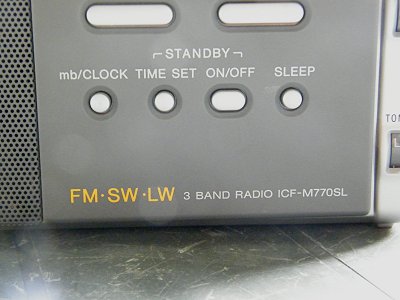 STANDBY
mb/CLOCK TIME SET ON/OFF SLEEP
FM·SW·LW 3 BAND RADIO ICF-M770SL